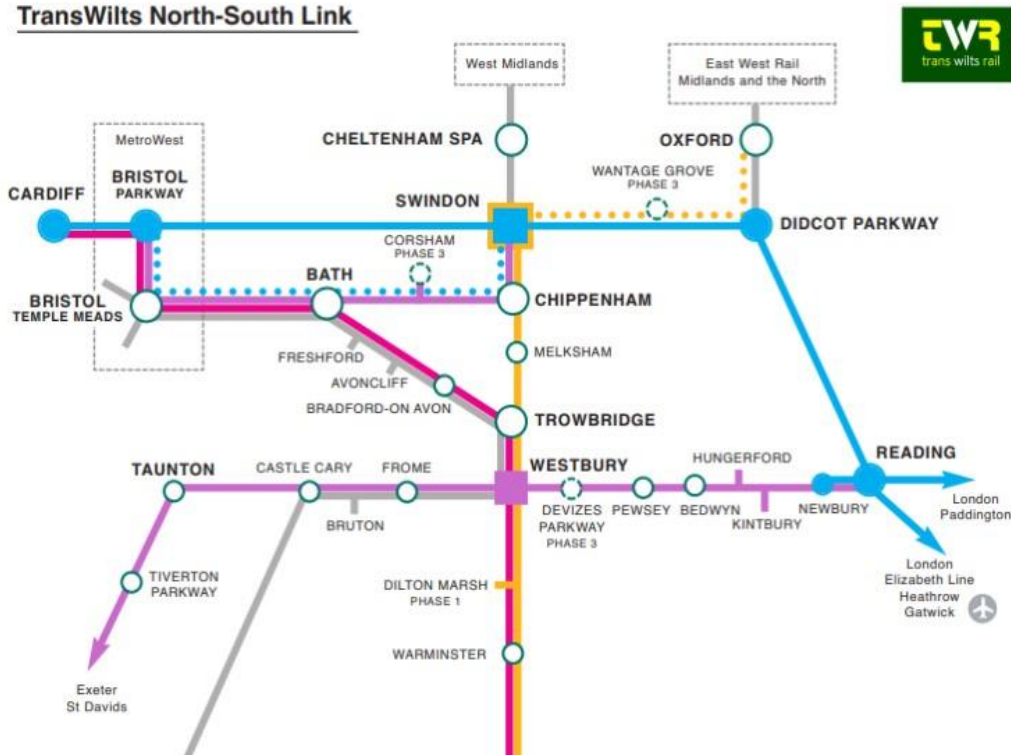 TransWilts North-South Link
TWR
trans wilts rail
West Midlands
East West Rail
Midlands and the North
MetroWest
CHELTENHAM SPA
OXFORD
WANTAGE GROVE
PHASE 3
CARDIFF
BRISTOL
PARKWAY
SWINDON
DIDCOT PARKWAY
CORSHAM
PHASE 3
BATH
BRISTOL
TEMPLE MEADS
CHIPPENHAM
FRESHFORD
MELKSHAM
AVONCLIFF
BRADFORD-ON AVON
TROWBRIDGE
TAUNTON
CASTLE CARY
FROME
WESTBURY
HUNGERFORD
READING
BRUTON
DEVIZES
PARKWAY
PHASE 3
PEWSEY
BEDWYN
KINTBURY
NEWBURY
London
Paddington
TIVERTON
PARKWAY
DILTON MARSH
PHASE 1
London
Elizabeth Line
Heathrow
Gatwick
WARMINSTER
Exeter
St Davids